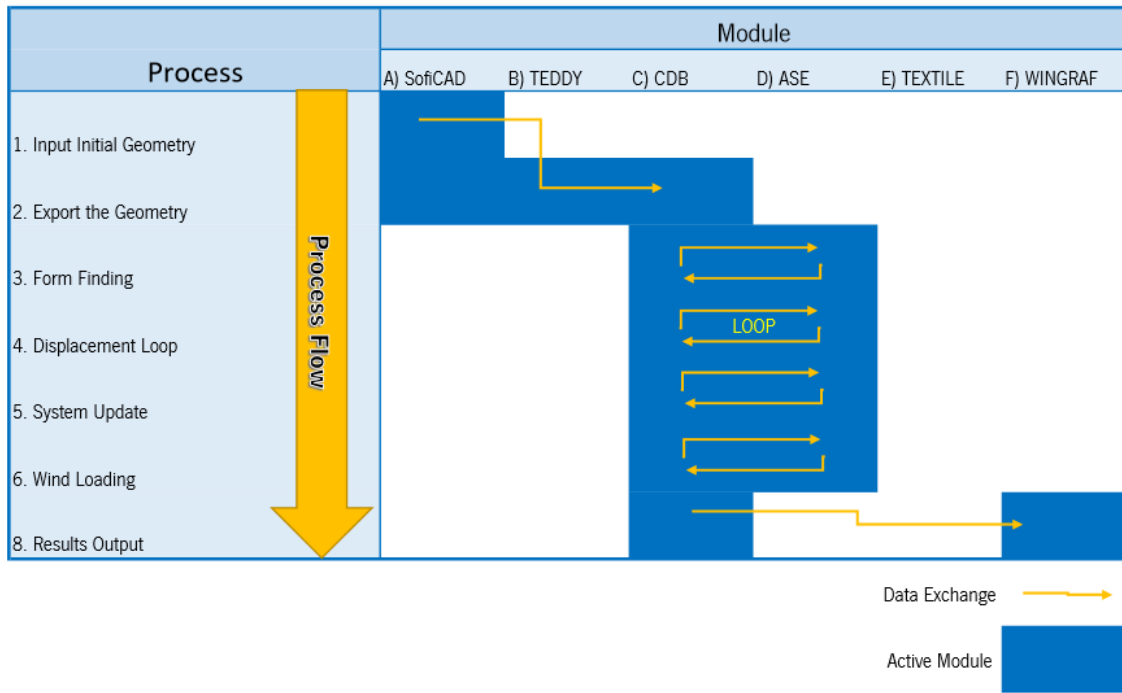 Module
Process
A) SofiCAD B) TEDDY C) CDB D) ASE E) TEXTILE F) WINGRAF
1. Input Initial Geometry
2. Export the Geometry
3. Form Finding
4. Displacement Loop
5. System Update
6. Wind Loading
8. Results Output
Process Flow
LOOP
Data Exchange
Active Module